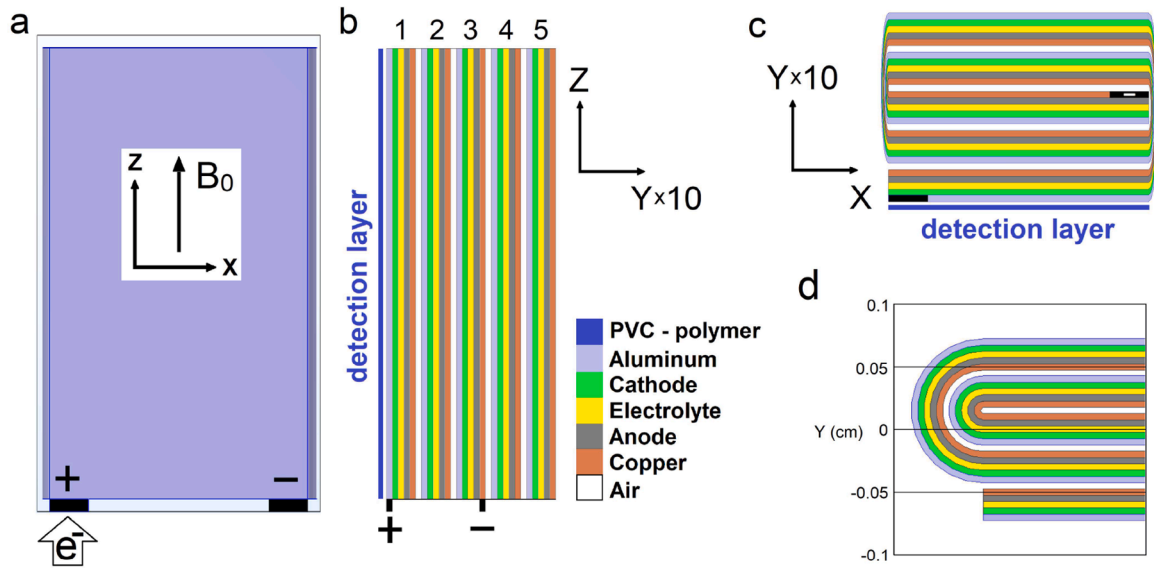 a
z
B₀
x
+
−
e⁻
b
1 2 3 4 5
detection layer
Z
Y×10
+
−
PVC - polymer
Aluminum
Cathode
Electrolyte
Anode
Copper
Air
c
Y×10
X
detection layer
d
0.1
0.05
Y (cm) 0
-0.05
-0.1